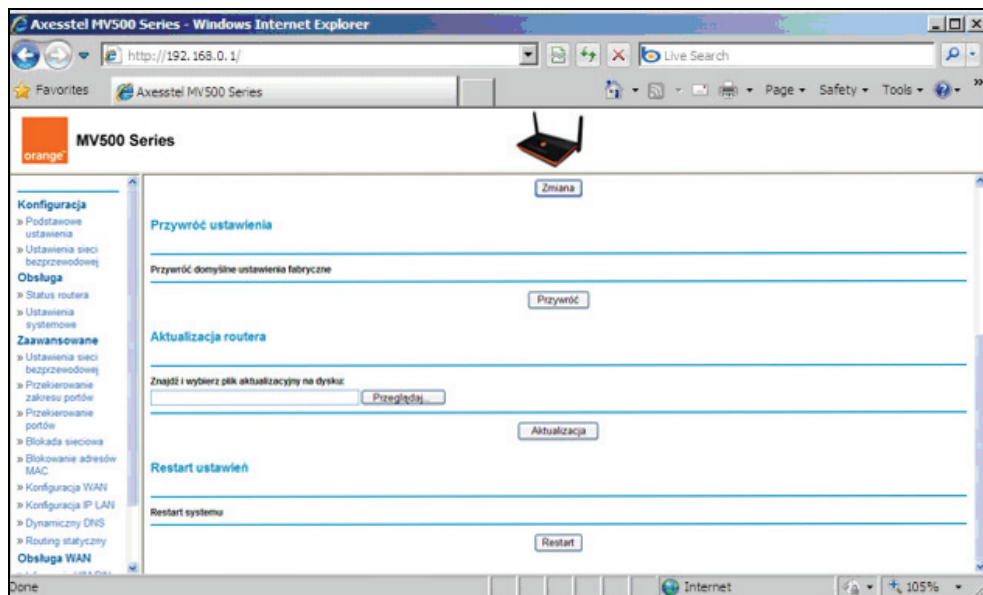 Axesstel MV500 Series - Windows Internet Explorer
http://192.168.0.1/
Live Search
Favorites
Axesstel MV500 Series
Page
Safety
Tools
»
orange™
MV500 Series
Konfiguracja
» Podstawowe
ustawienia
» Ustawienia sieci
bezprzewodowej
Obsługa
» Status routera
» Ustawienia
systemowe
Zaawansowane
» Ustawienia sieci
bezprzewodowej
» Przekierowanie
zakresu portów
» Przekierowanie
portów
» Blokada sieciowa
» Blokowanie adresów
MAC
» Konfiguracja WAN
» Konfiguracja IP LAN
» Dynamiczny DNS
» Routing statyczny
Obsługa WAN
Zmiana
Przywróć ustawienia
Przywróć domyślne ustawienia fabryczne
Przywróć
Aktualizacja routera
Znajdź i wybierz plik aktualizacyjny na dysku:
Przeglądaj...
Aktualizacja
Restart ustawień
Restart systemu
Restart
Done
Internet
105%